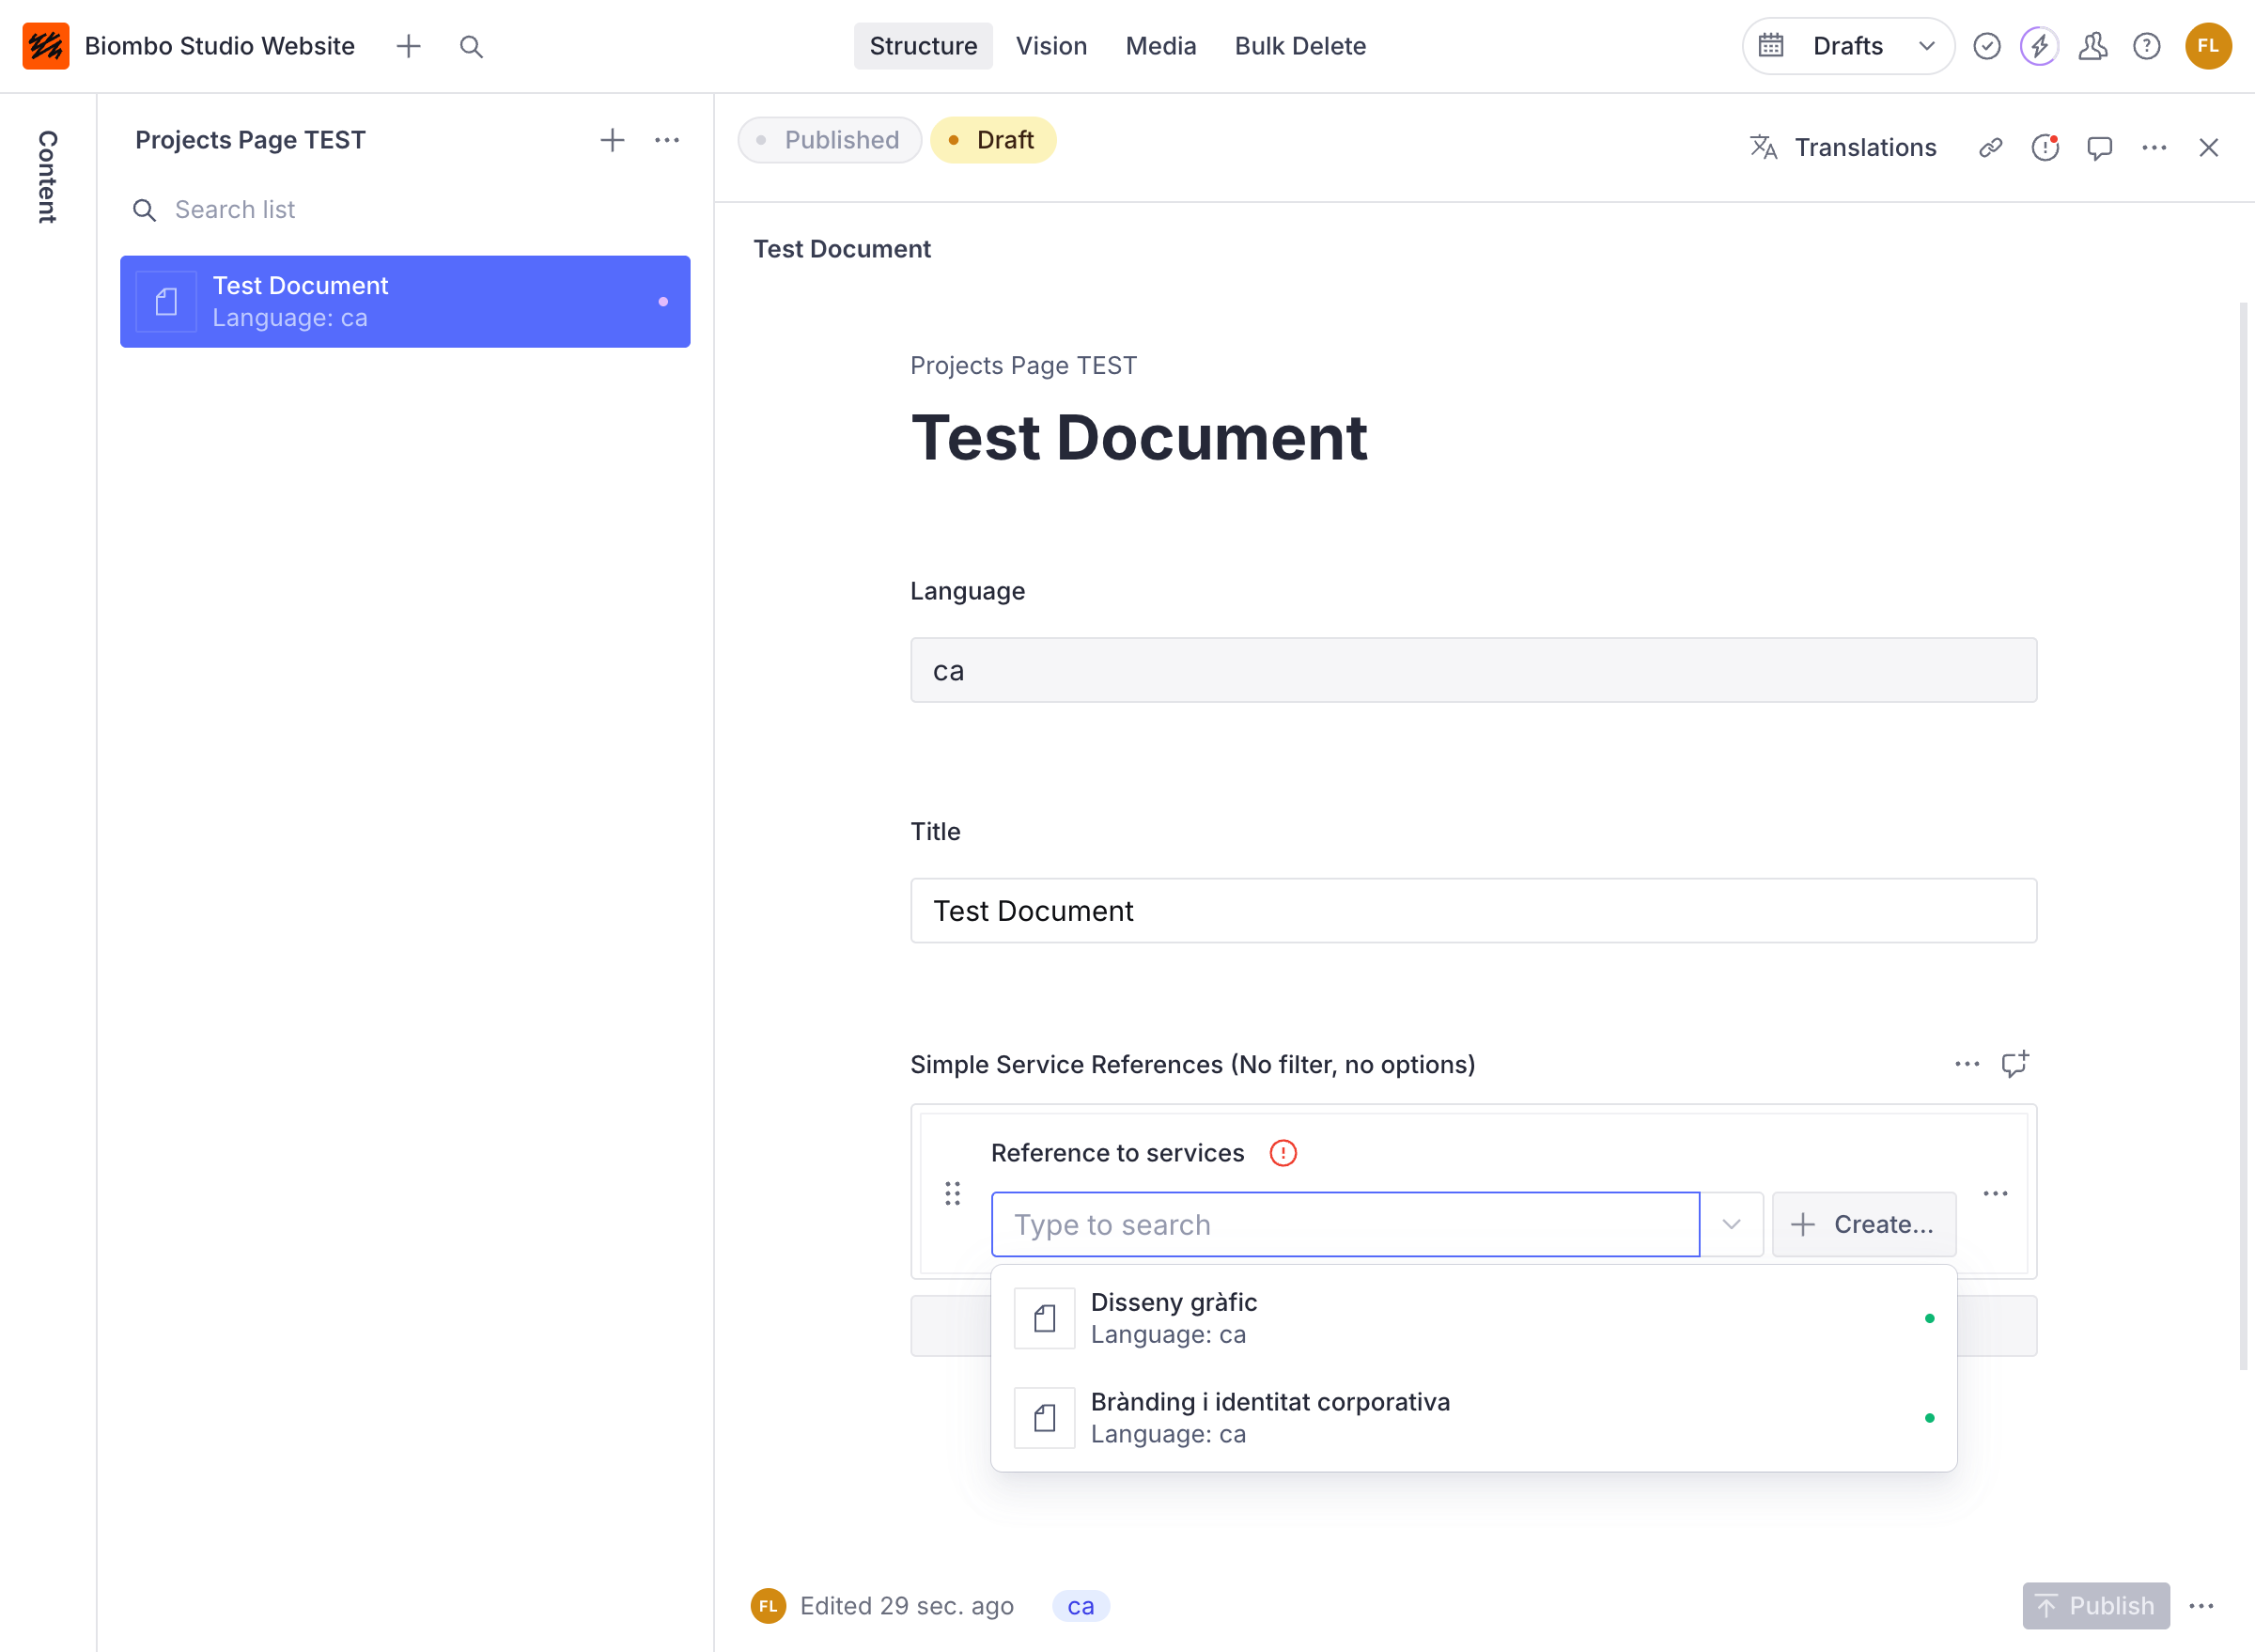 Biombo Studio Website
Structure
Vision
Media
Bulk Delete
Drafts
FL
Content
Projects Page TEST
Search list
Test Document
Language: ca
Published
Draft
Translations
Test Document
Projects Page TEST
Test Document
Language
ca
Title
Test Document
Simple Service References (No filter, no options)
Reference to services
Type to search
Create...
Disseny gràfic
Language: ca
Brànding i identitat corporativa
Language: ca
FL
Edited 29 sec. ago
ca
Publish